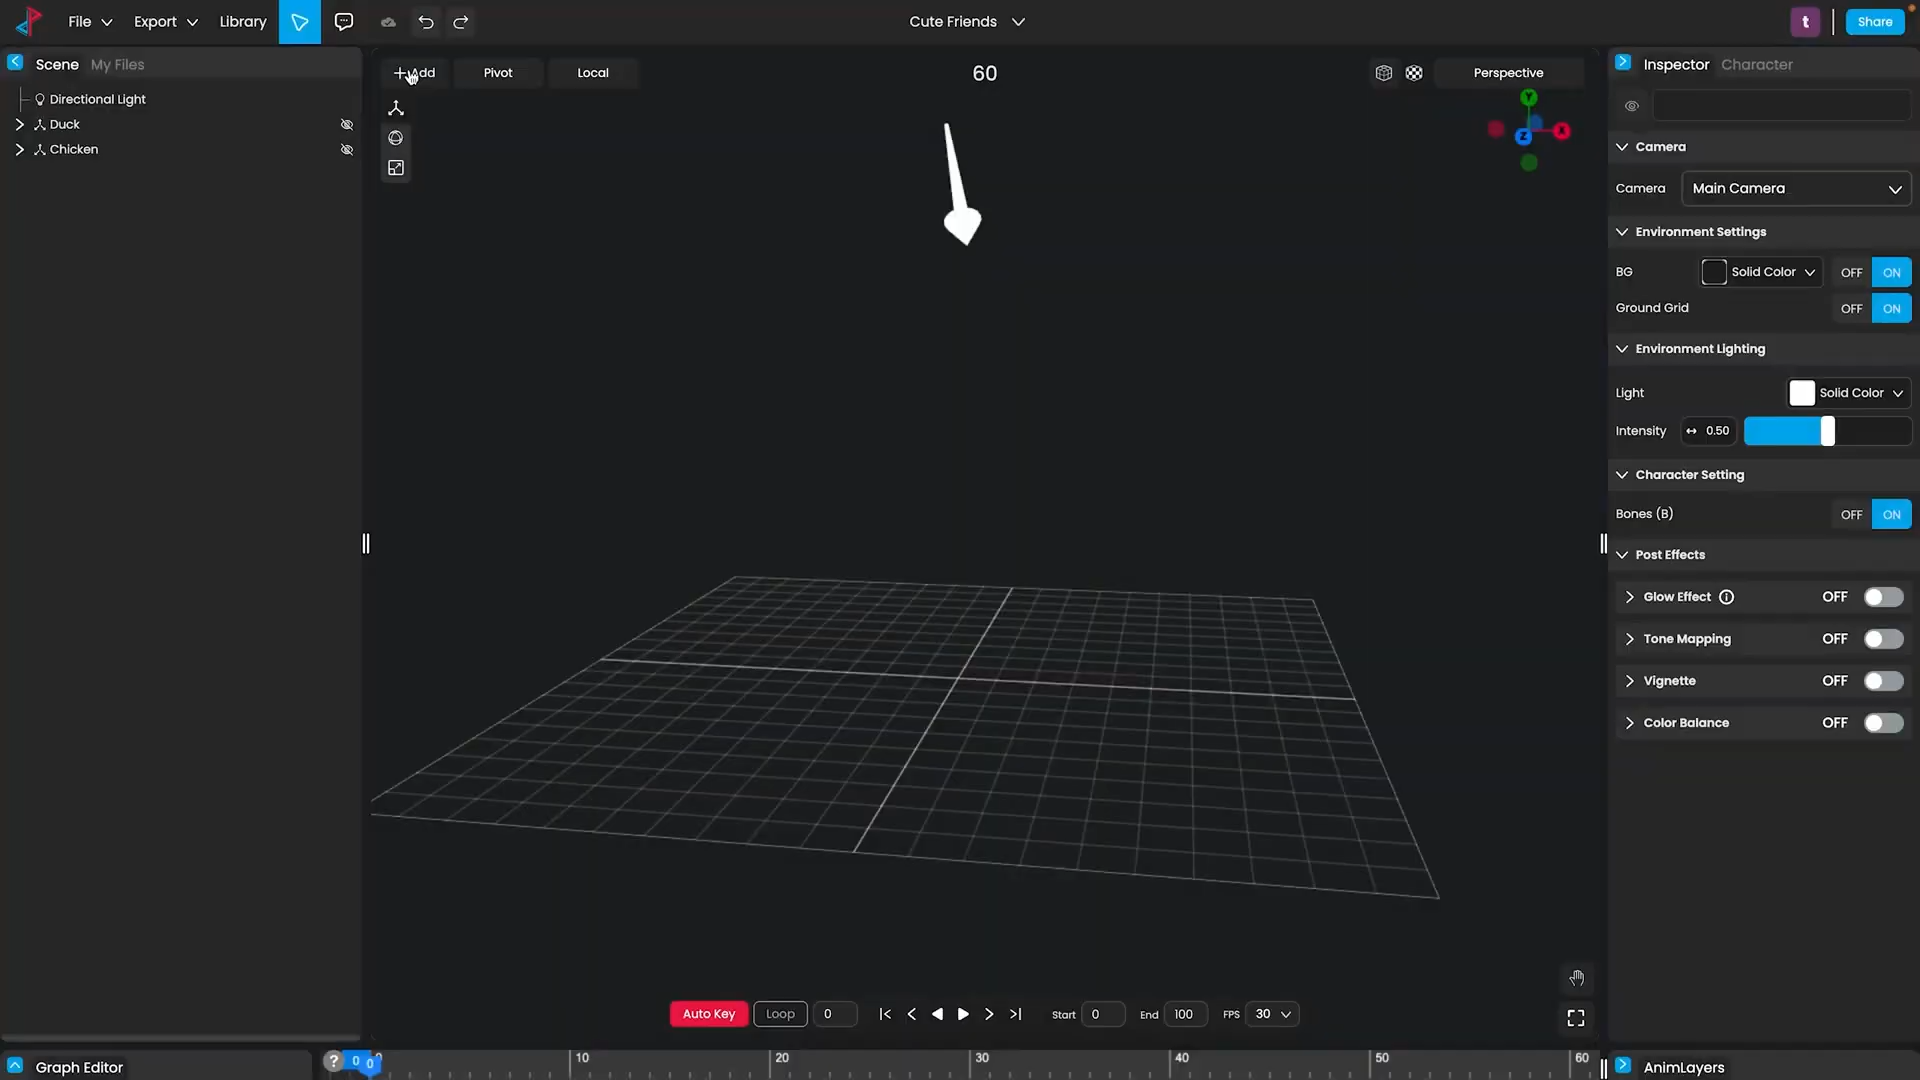 File
Export
Library
Cute Friends
t
Share
Scene
My Files
Add
Pivot
Local
60
Perspective
Inspector
Character
Directional Light
Duck
Chicken
Y
X
Z
Camera
Camera
Main Camera
Environment Settings
BG
Solid Color
OFF
ON
Ground Grid
OFF
ON
Environment Lighting
Light
Solid Color
Intensity
0.50
Character Setting
Bones (B)
OFF
ON
Post Effects
Glow Effect
OFF
Tone Mapping
OFF
Vignette
OFF
Color Balance
OFF
Auto Key
Loop
0
Start
0
End
100
FPS
30
Graph Editor
?
0
0
0
10
20
30
40
50
60
AnimLayers